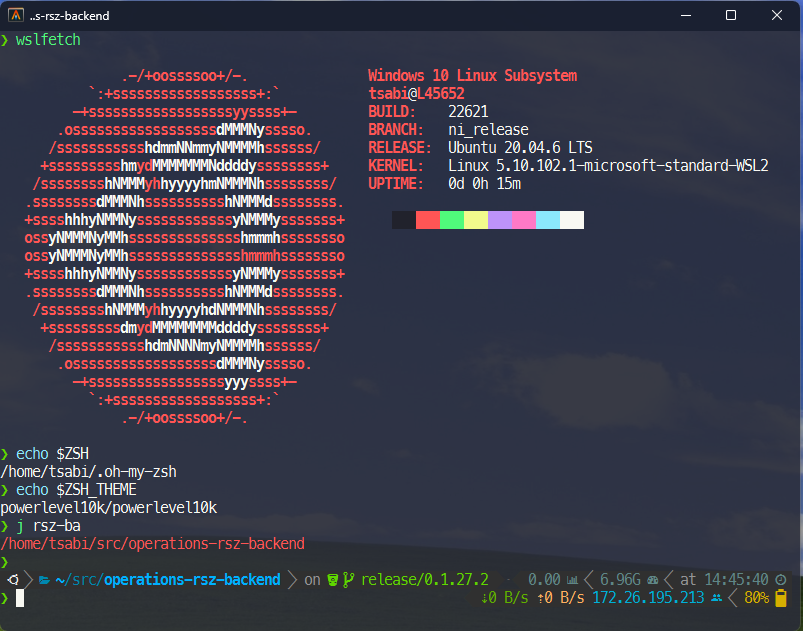 ..s-rsz-backend
❯ wslfetch
.-/+oossssoo+/-.
`:+ssssssssssssssssss+:`
-+ssssssssssssssssssyyssss+-
.ossssssssssssssssssdMMMNysssso.
/ssssssssssshdmmNNmmyNMMMMhssssss/
+sssssssssshmydMMMMMMMNddddyssssssss+
/sssssssshNMMMyhhyyyyhmNMMMNhssssssss/
.ssssssssdMMMNhsssssssssshNMMMdssssssss.
+sssshhhyNMMNyssssssssssssyNMMMysssssss+
ossyNMMMNyMMhsssssssssssssshmmmhssssssso
ossyNMMMNyMMhsssssssssssssshmmmhssssssso
+sssshhhyNMMNyssssssssssssyNMMMysssssss+
.ssssssssdMMMNhsssssssssshNMMMdssssssss.
/sssssssshNMMMyhhyyyyhdNMMMNhssssssss/
+sssssssssdmydMMMMMMMMddddyssssssss+
/ssssssssssshdmNNNNmyNMMMMhssssss/
.ossssssssssssssssssdMMMNysssso.
-+sssssssssssssssssyyyssss+-
`:+ssssssssssssssssss+:`
.-/+oossssoo+/-.
Windows 10 Linux Subsystem
tsabi@L45652
BUILD: 22621
BRANCH: ni_release
RELEASE: Ubuntu 20.04.6 LTS
KERNEL: Linux 5.10.102.1-microsoft-standard-WSL2
UPTIME: 0d 0h 15m
❯ echo $ZSH
/home/tsabi/.oh-my-zsh
❯ echo $ZSH_THEME
powerlevel10k/powerlevel10k
❯ j rsz-ba
/home/tsabi/src/operations-rsz-backend
❯
~/src/operations-rsz-backend on release/0.1.27.2 0.00 6.96G at 14:45:40
❯ ↓0 B/s ↑0 B/s 172.26.195.213 80%